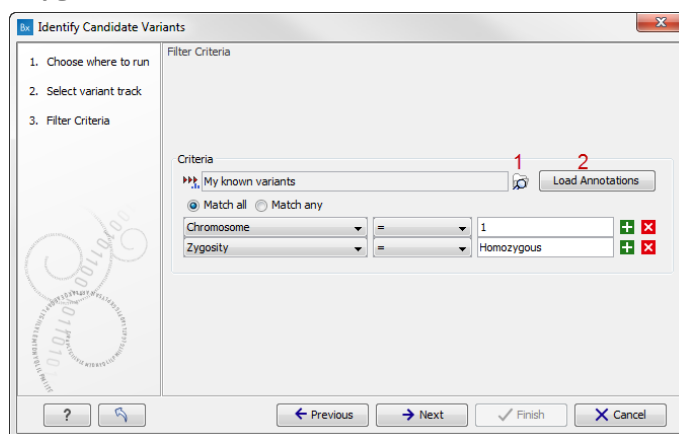 Bx Identify Candidate Variants
1. Choose where to run
2. Select variant track
3. Filter Criteria
Filter Criteria
Criteria
1 2
My known variants Load Annotations
Match all Match any
Chromosome = 1
Zygosity = Homozygous
? Previous Next Finish Cancel